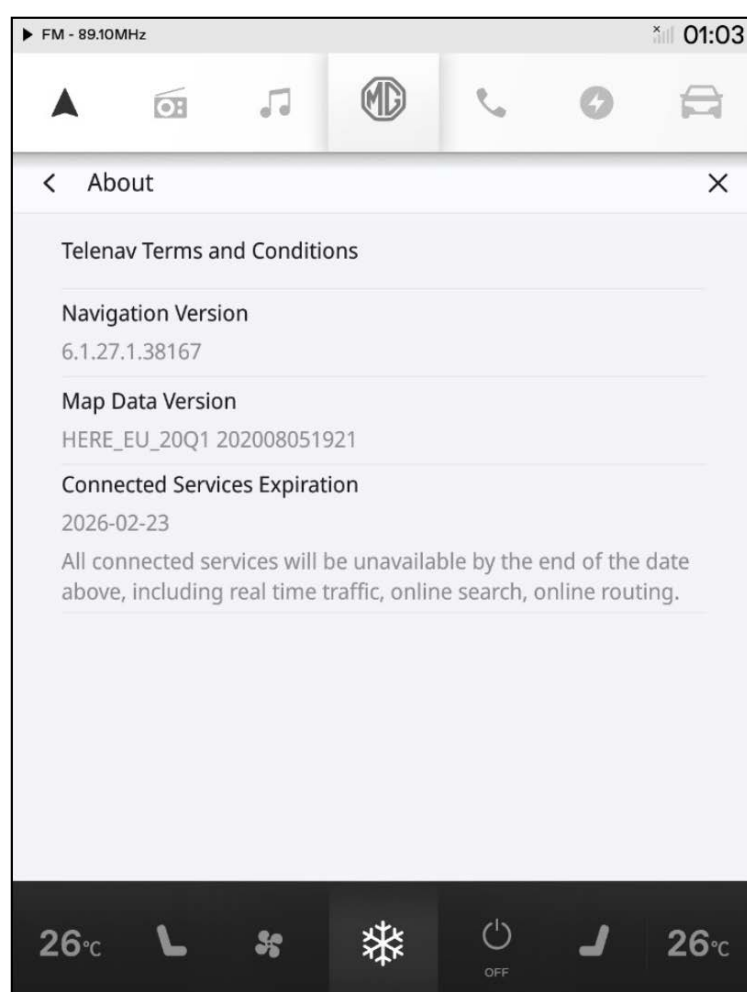 FM - 89.10MHz
01:03
MG
About
Telenav Terms and Conditions
Navigation Version
6.1.27.1.38167
Map Data Version
HERE_EU_20Q1 202008051921
Connected Services Expiration
2026-02-23
All connected services will be unavailable by the end of the date
above, including real time traffic, online search, online routing.
26°C
OFF
26°C